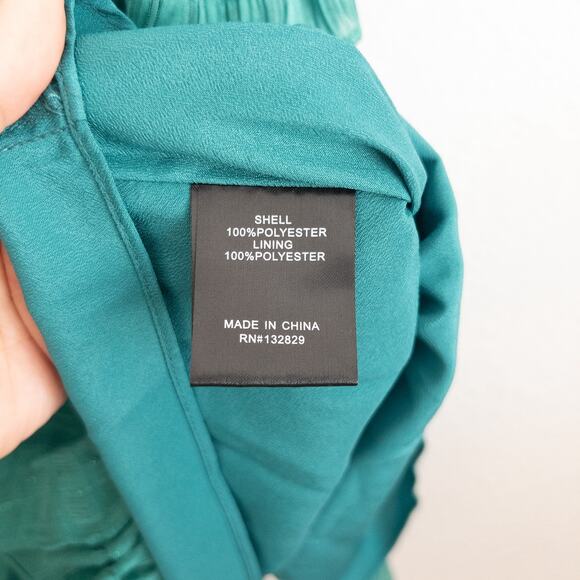 SHELL
100%POLYESTER
LINING
100%POLYESTER
MADE IN CHINA
RN#132829